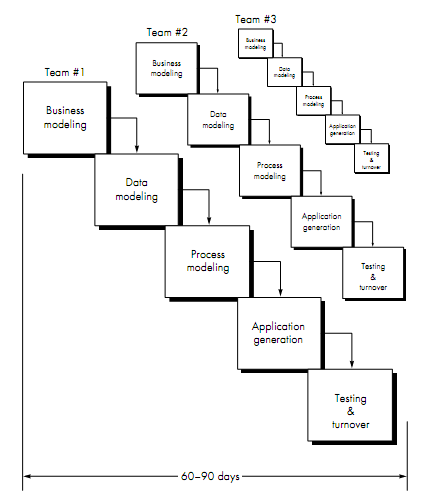 Team #1
Business
modeling
Data
modeling
Process
modeling
Application
generation
Testing
&
turnover
Team #2
Business
modeling
Data
modeling
Process
modeling
Application
generation
Testing
&
turnover
Team #3
Business
modeling
Data
modeling
Process
modeling
Application
generation
Testing
&
turnover
60–90 days